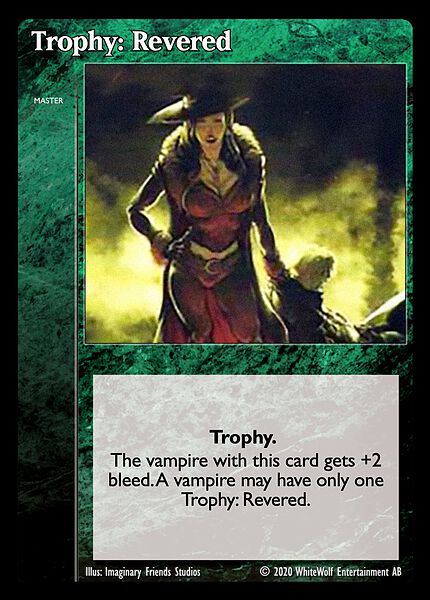 Trophy: Revered
MASTER
Trophy.
The vampire with this card gets +2
bleed. A vampire may have only one
Trophy: Revered.
Illus: Imaginary Friends Studios © 2020 WhiteWolf Entertainment AB